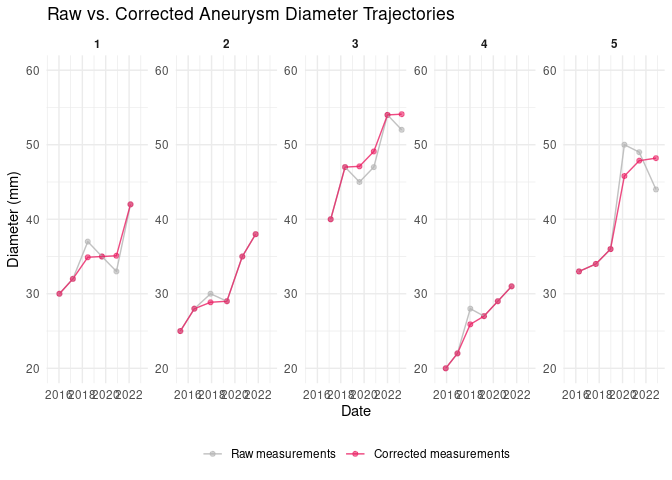 Raw vs. Corrected Aneurysm Diameter Trajectories
1 2 3 4 5
60 60 60 60 60
50 50 50 50 50
40 40 40 40 40
30 30 30 30 30
20 20 20 20 20
Diameter (mm)
2016 2018 2020 2022 2016 2018 2020 2022 2016 2018 2020 2022 2016 2018 2020 2022 2016 2018 2020 2022
Date
Raw measurements Corrected measurements